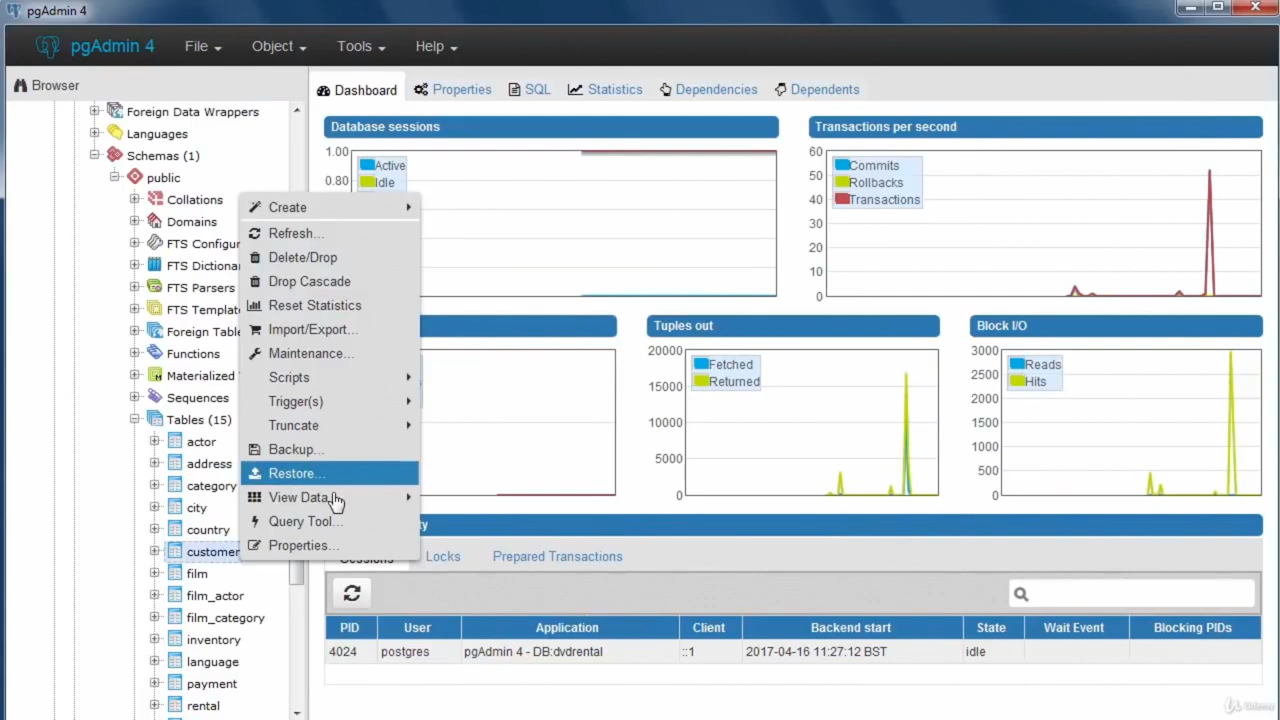 pgAdmin 4
pgAdmin 4 File Object Tools Help
Browser
Dashboard Properties SQL Statistics Dependencies Dependents
Foreign Data Wrappers
Languages
Schemas (1)
public
Collations
Domains
FTS Configur
FTS Dictionar
FTS Parsers
FTS Templat
Foreign Table
Functions
Materialized
Sequences
Tables (15)
actor
address
category
city
country
customer
film
film_actor
film_category
inventory
language
payment
rental
Create
Refresh...
Delete/Drop
Drop Cascade
Reset Statistics
Import/Export...
Maintenance...
Scripts
Trigger(s)
Truncate
Backup...
Restore...
View Data
Query Tool...
Properties...
Database sessions
1.00
0.80
Active
Idle
Transactions per second
60
50
40
30
20
10
0
Commits
Rollbacks
Transactions
Tuples out
20000
15000
10000
5000
0
Fetched
Returned
Block I/O
3000
2500
2000
1500
1000
500
0
Reads
Hits
Locks Prepared Transactions
PID User Application Client Backend start State Wait Event Blocking PIDs
4024 postgres pgAdmin 4 - DB:dvdrental ::1 2017-04-16 11:27:12 BST idle
Udemy